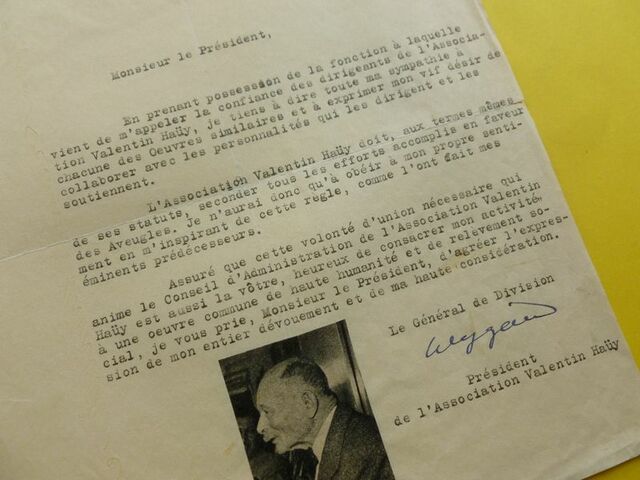 Monsieur le Président,
En prenant possession de la fonction à laquelle
vient de m'appeler la confiance des dirigeants de l'Associa-
tion Valentin Haüy, je tiens à dire toute ma sympathie à
chacune des Oeuvres similaires et à exprimer mon vif désir de
collaborer avec les personnalités qui les dirigent et les
soutiennent.
L'Association Valentin Haüy doit, aux termes mêmes
de ses statuts, seconder tous les efforts accomplis en faveur
des Aveugles. Je n'aurai donc qu'à obéir à mon propre senti-
ment en m'inspirant de cette règle, comme l'ont fait mes
éminents prédécesseurs.
Assuré que cette volonté d'union nécessaire qui
anime le Conseil d'Administration de l'Association Valentin
Haüy est aussi la vôtre, heureux de consacrer mon activité
à une oeuvre commune de haute humanité et de relevement so-
cial, je vous prie, Monsieur le Président, d'agréer l'expres-
sion de mon entier dévouement et de ma haute considération.
Le Général de Division
Weygand
Président
de l'Association Valentin Haüy